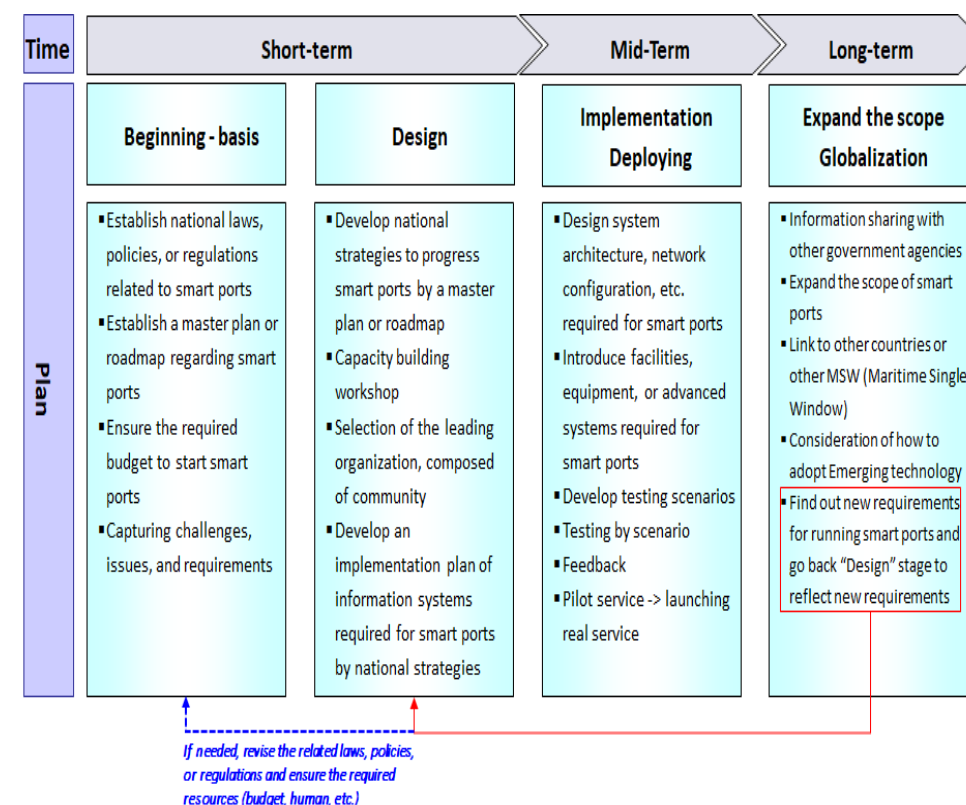 Time
Short-term
Mid-Term
Long-term
Plan
Beginning - basis
▪Establish national laws,
policies, or regulations
related to smart ports
▪Establish a master plan or
roadmap regarding smart
ports
▪Ensure the required
budget to start smart
ports
▪Capturing challenges,
issues, and requirements
Design
▪Develop national
strategies to progress
smart ports by a master
plan or roadmap
▪Capacity building
workshop
▪Selection of the leading
organization, composed
of community
▪Develop an
implementation plan of
information systems
required for smart ports
by national strategies
Implementation
Deploying
▪Design system
architecture, network
configuration, etc.
required for smart ports
▪Introduce facilities,
equipment, or advanced
systems required for
smart ports
▪Develop testing scenarios
▪Testing by scenario
▪Feedback
▪Pilot service -> launching
real service
Expand the scope
Globalization
▪Information sharing with
other government agencies
▪Expand the scope of smart
ports
▪Link to other countries or
other MSW (Maritime Single
Window)
▪Consideration of how to
adopt Emerging technology
▪Find out new requirements
for running smart ports and
go back “Design” stage to
reflect new requirements
If needed, revise the related laws, policies,
or regulations and ensure the required
resources (budget, human, etc.)